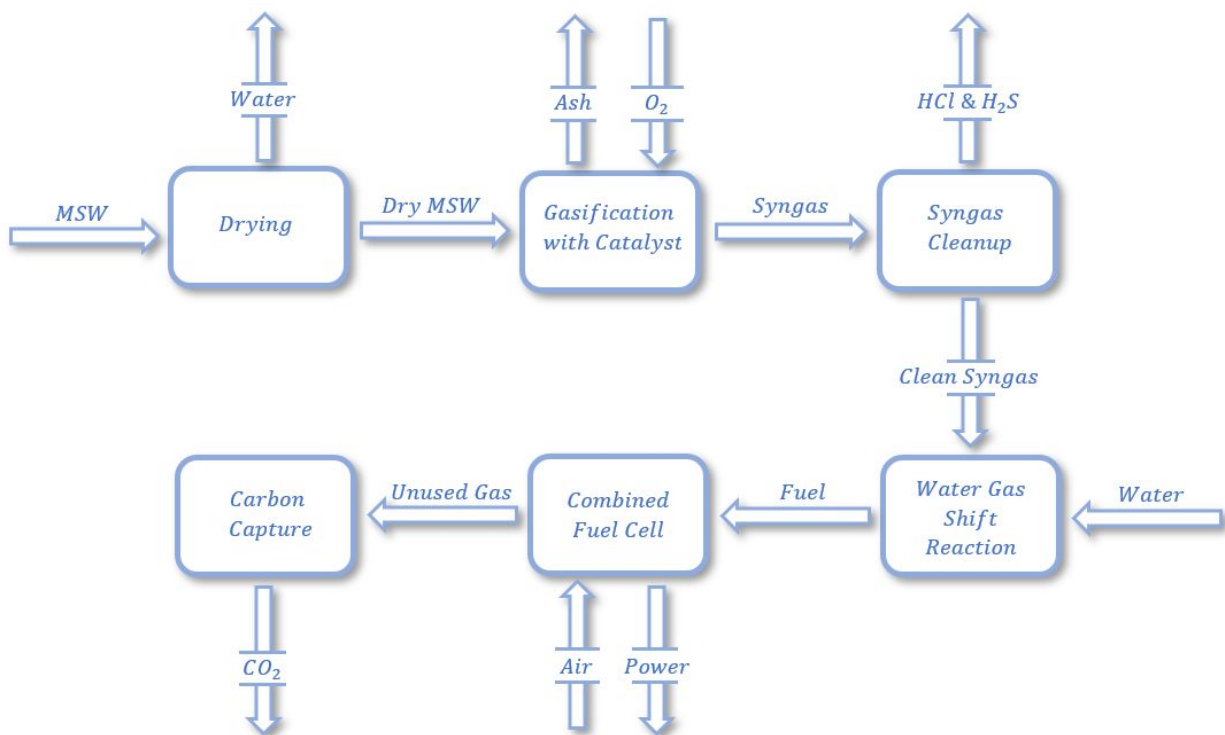 Water
Ash
O₂
HCl & H₂S
MSW
Drying
Dry MSW
Gasification
with Catalyst
Syngas
Syngas
Cleanup
Clean Syngas
Carbon
Capture
Unused Gas
Combined
Fuel Cell
Fuel
Water Gas
Shift
Reaction
Water
CO₂
Air
Power